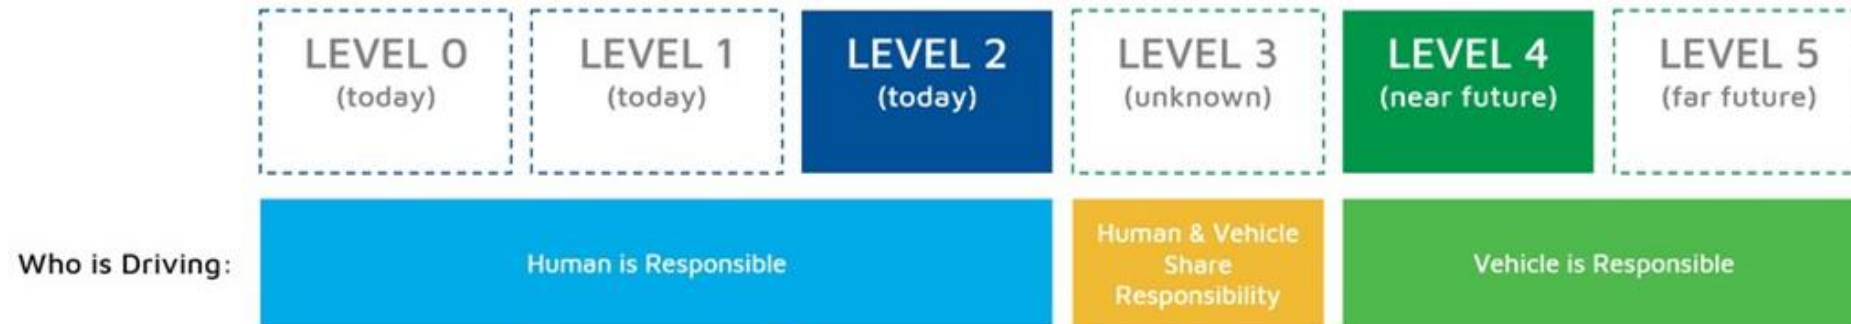 LEVEL 0
(today)
LEVEL 1
(today)
LEVEL 2
(today)
LEVEL 3
(unknown)
LEVEL 4
(near future)
LEVEL 5
(far future)
Who is Driving:
Human is Responsible
Human & Vehicle
Share
Responsibility
Vehicle is Responsible